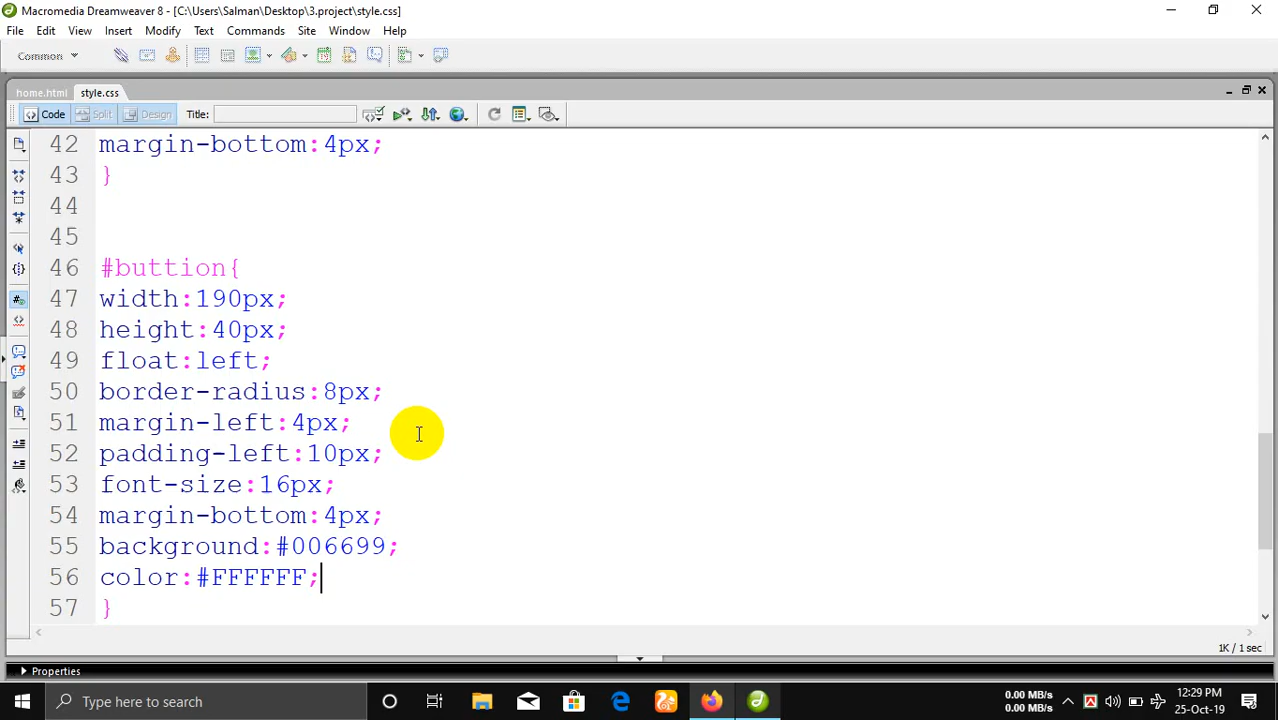 Macromedia Dreamweaver 8 - [C:\Users\Salman\Desktop\3.project\style.css]
File Edit View Insert Modify Text Commands Site Window Help
Common
home.html style.css
Code Split Design Title:
42 margin-bottom:4px;
43 }
44
45
46 #buttion{
47 width:190px;
48 height:40px;
49 float:left;
50 border-radius:8px;
51 margin-left:4px;
52 padding-left:10px;
53 font-size:16px;
54 margin-bottom:4px;
55 background:#006699;
56 color:#FFFFFF;
57 }
1K / 1 sec
Properties
Type here to search
0.00 MB/s
0.00 MB/s
12:29 PM
25-Oct-19